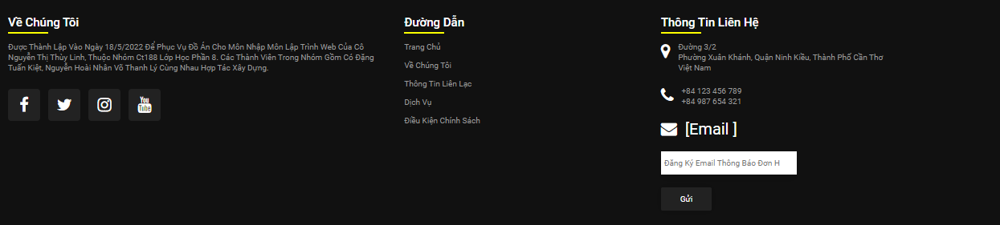 Về Chúng Tôi
Được Thành Lập Vào Ngày 18/5/2022 Để Phục Vụ Đồ Án Cho Môn Nhập Môn Lập Trình Web Của Cô
Nguyễn Thị Thùy Linh, Thuộc Nhóm Ct188 Lớp Học Phần 8. Các Thành Viên Trong Nhóm Gồm Có Đặng
Tuấn Kiệt, Nguyễn Hoài Nhân Võ Thanh Lý Cùng Nhau Hợp Tác Xây Dựng.
You
Tube
Đường Dẫn
Trang Chủ
Về Chúng Tôi
Thông Tin Liên Lạc
Dịch Vụ
Điều Kiện Chính Sách
Thông Tin Liên Hệ
Đường 3/2
Phường Xuân Khánh, Quận Ninh Kiều, Thành Phố Cần Thơ
Việt Nam
+84 123 456 789
+84 987 654 321
[Email ]
Đăng Ký Email Thông Báo Đơn H
Gửi